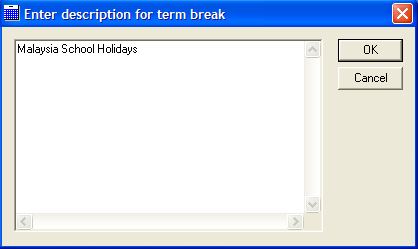 Enter description for term break
Malaysia School Holidays
OK
Cancel